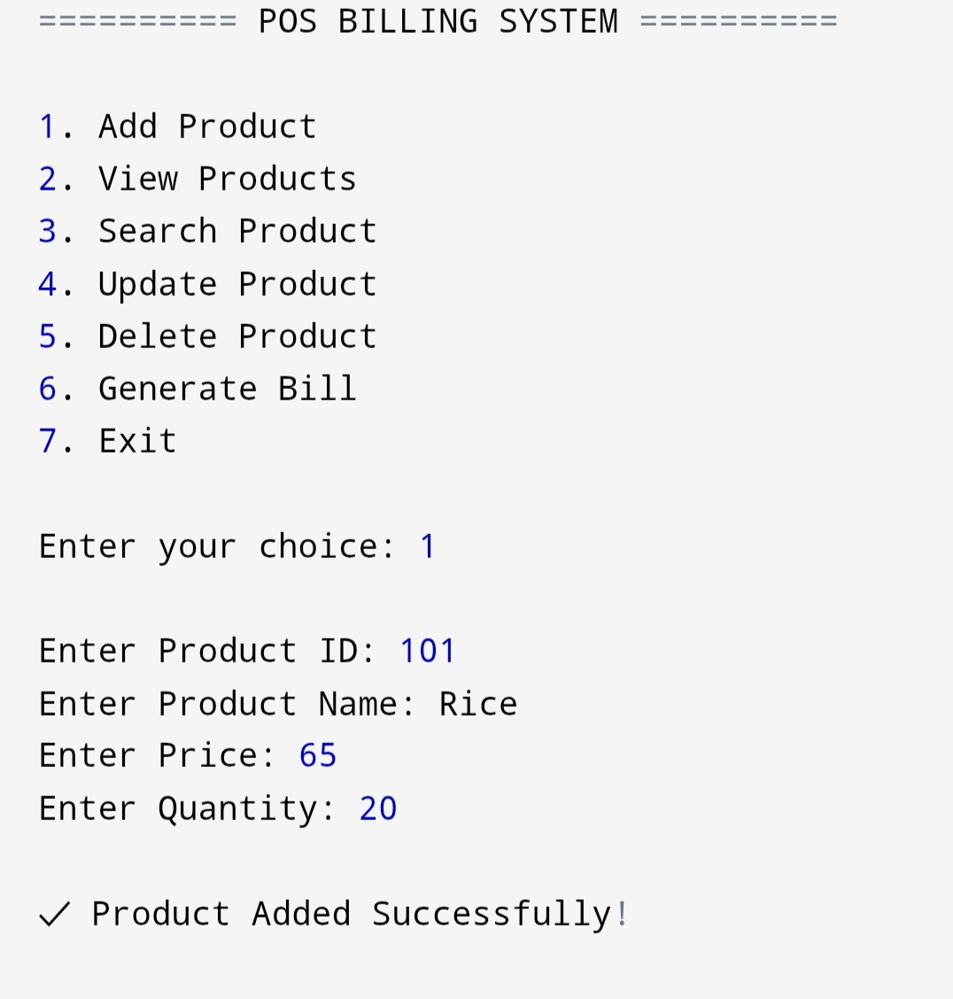 ========== POS BILLING SYSTEM ==========
1. Add Product
2. View Products
3. Search Product
4. Update Product
5. Delete Product
6. Generate Bill
7. Exit
Enter your choice: 1
Enter Product ID: 101
Enter Product Name: Rice
Enter Price: 65
Enter Quantity: 20
✓ Product Added Successfully!